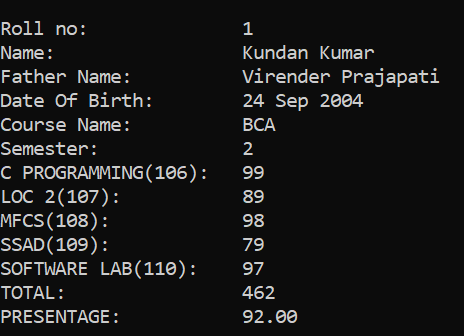 Roll no: 1
Name: Kundan Kumar
Father Name: Virender Prajapati
Date Of Birth: 24 Sep 2004
Course Name: BCA
Semester: 2
C PROGRAMMING(106): 99
LOC 2(107): 89
MFCS(108): 98
SSAD(109): 79
SOFTWARE LAB(110): 97
TOTAL: 462
PRESENTAGE: 92.00